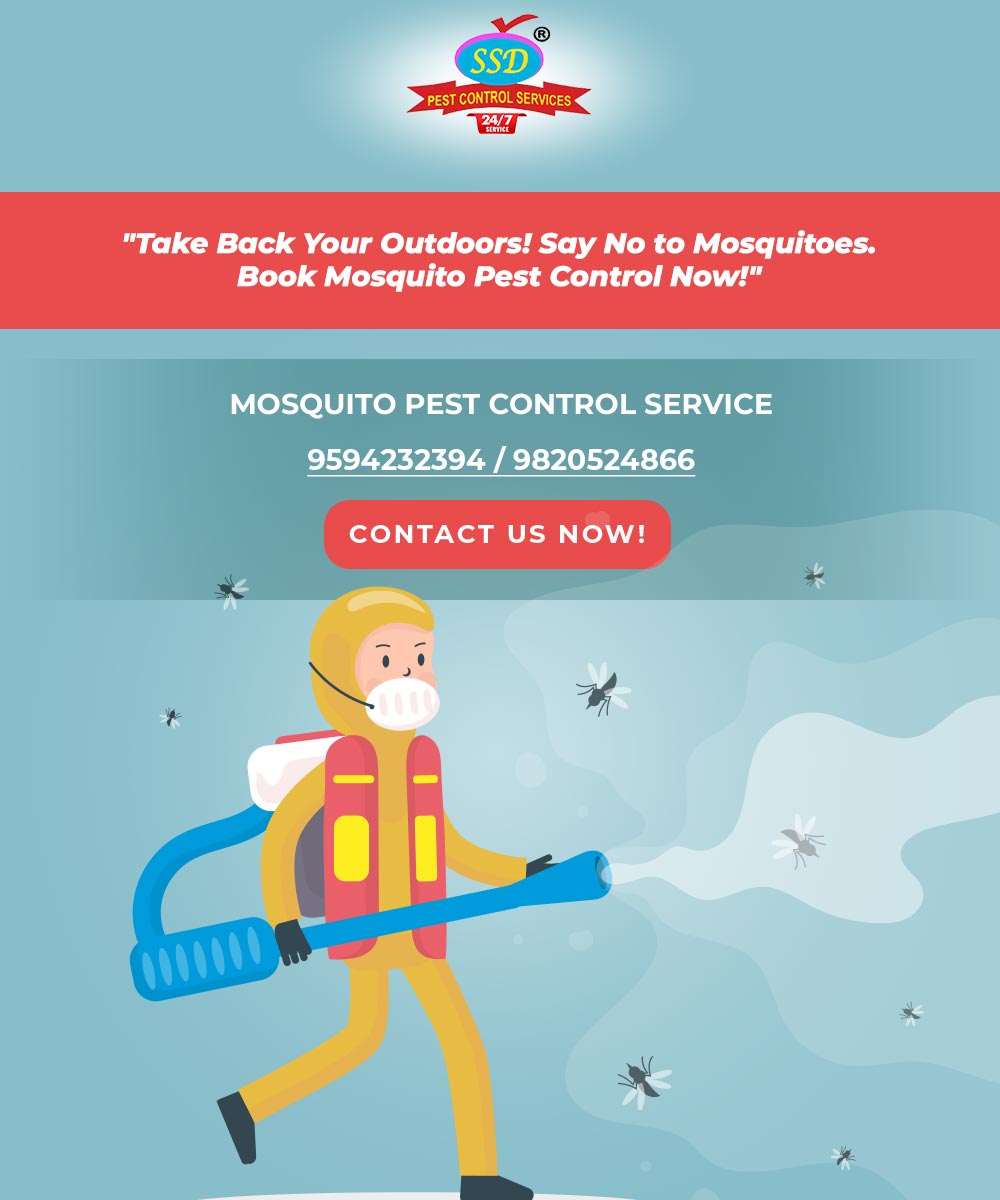 SSD ®
PEST CONTROL SERVICES
24/7
SERVICE
"Take Back Your Outdoors! Say No to Mosquitoes.
Book Mosquito Pest Control Now!"
MOSQUITO PEST CONTROL SERVICE
9594232394 / 9820524866
CONTACT US NOW!